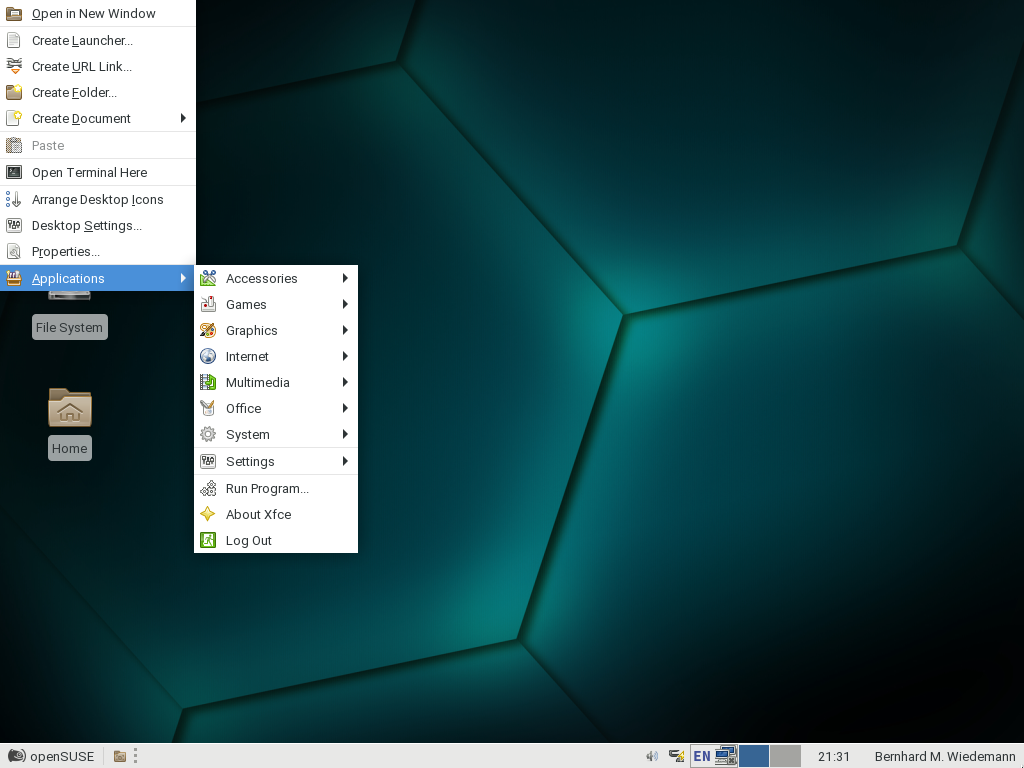 Open in New Window
Create Launcher...
Create URL Link...
Create Folder...
Create Document
Paste
Open Terminal Here
Arrange Desktop Icons
Desktop Settings...
Properties...
Applications
Accessories
Games
Graphics
Internet
Multimedia
Office
System
Settings
Run Program...
About Xfce
Log Out
File System
Home
openSUSE
EN
21:31
Bernhard M. Wiedemann